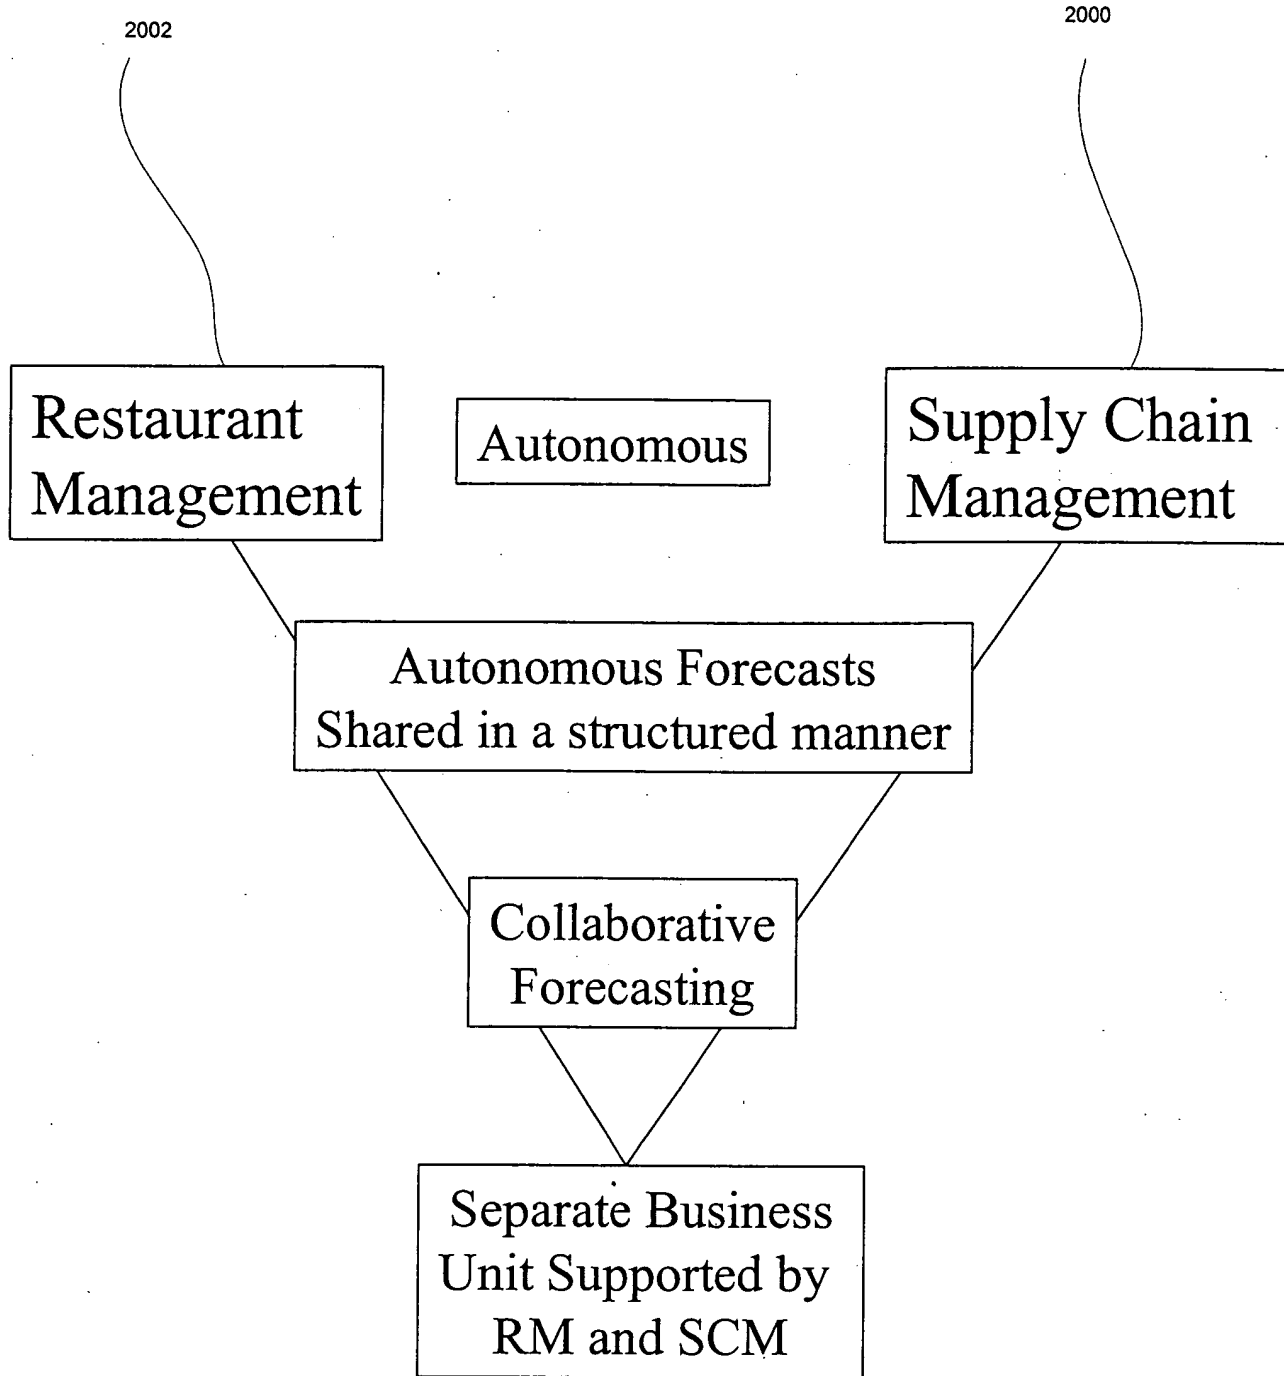 2002
2000
Restaurant
Management
Autonomous
Supply Chain
Management
Autonomous Forecasts
Shared in a structured manner
Collaborative
Forecasting
Separate Business
Unit Supported by
RM and SCM